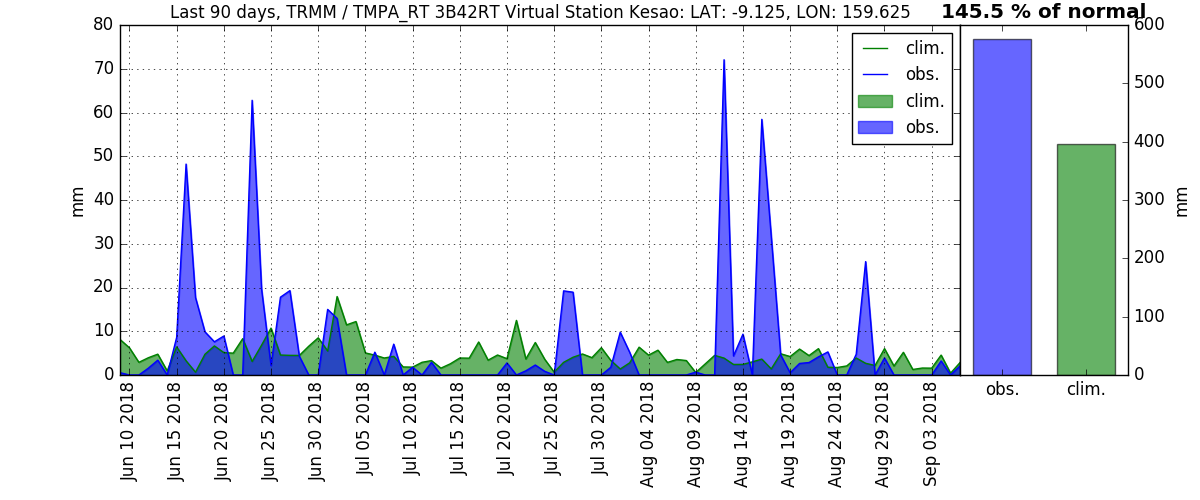 Last 90 days, TRMM / TMPA_RT 3B42RT Virtual Station Kesao: LAT: -9.125, LON: 159.625
145.5 % of normal
80
70
60
50
40
30
20
10
0
mm
clim.
obs.
clim.
obs.
600
500
400
300
200
100
0
mm
Jun 10 2018
Jun 15 2018
Jun 20 2018
Jun 25 2018
Jun 30 2018
Jul 05 2018
Jul 10 2018
Jul 15 2018
Jul 20 2018
Jul 25 2018
Jul 30 2018
Aug 04 2018
Aug 09 2018
Aug 14 2018
Aug 19 2018
Aug 24 2018
Aug 29 2018
Sep 03 2018
obs.
clim.